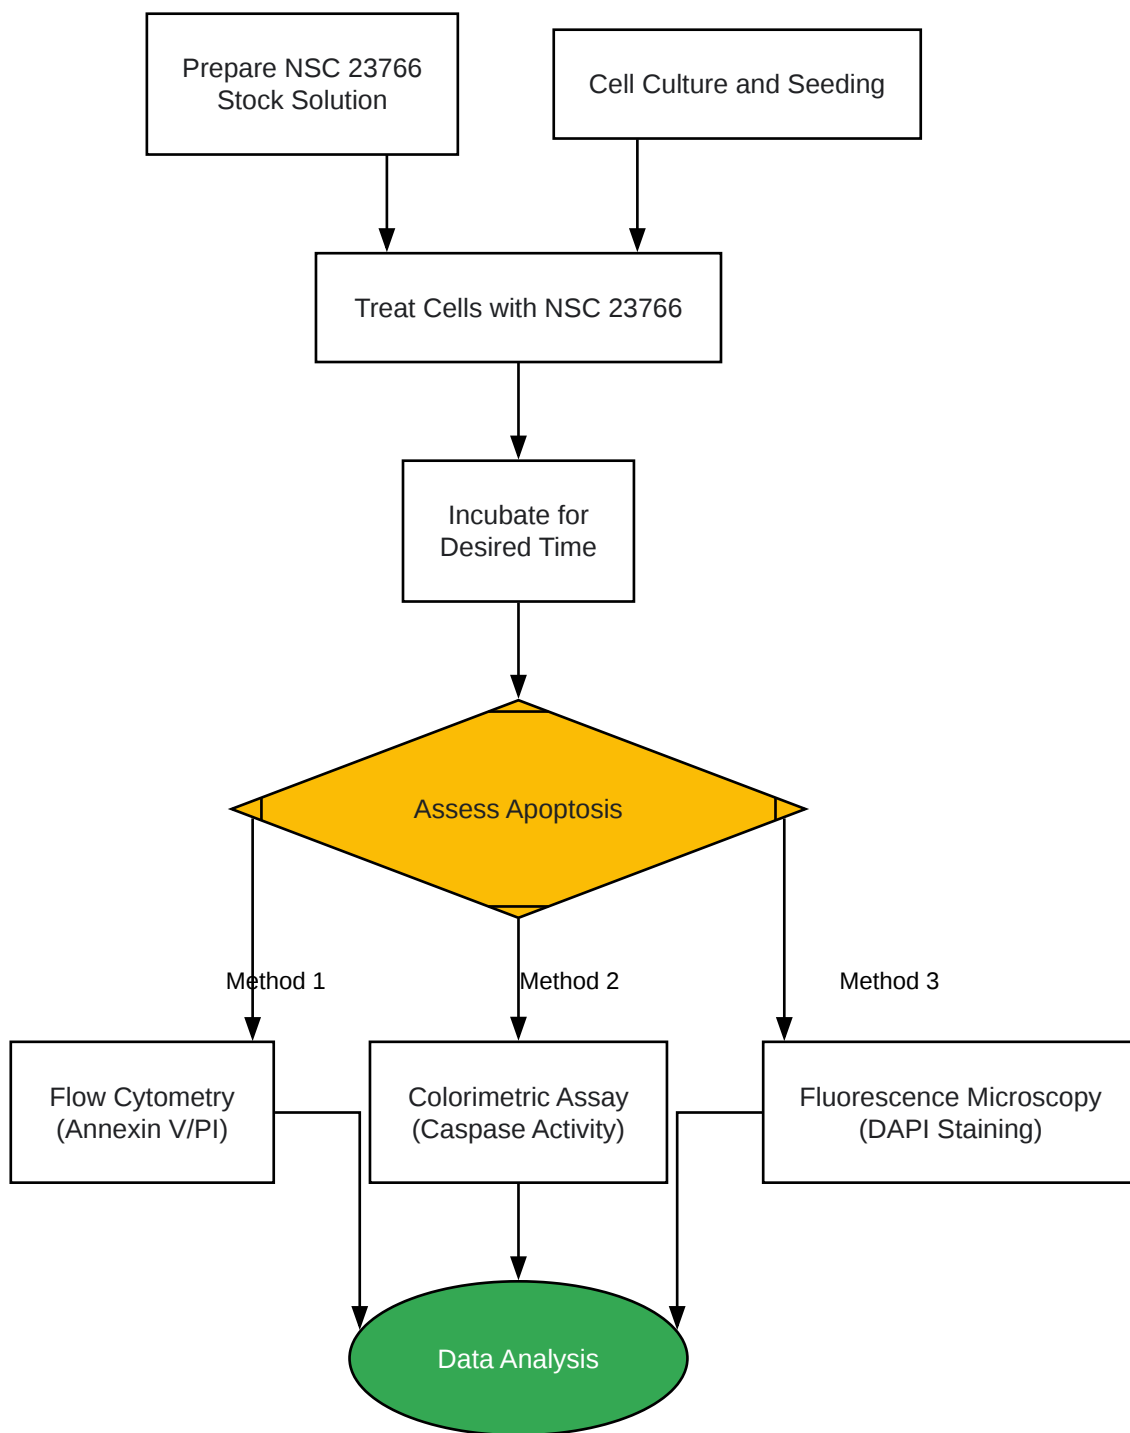 Prepare NSC 23766
Stock Solution
Cell Culture and Seeding
Treat Cells with NSC 23766
Incubate for
Desired Time
Assess Apoptosis
Method 1
Method 2
Method 3
Flow Cytometry
(Annexin V/PI)
Colorimetric Assay
(Caspase Activity)
Fluorescence Microscopy
(DAPI Staining)
Data Analysis